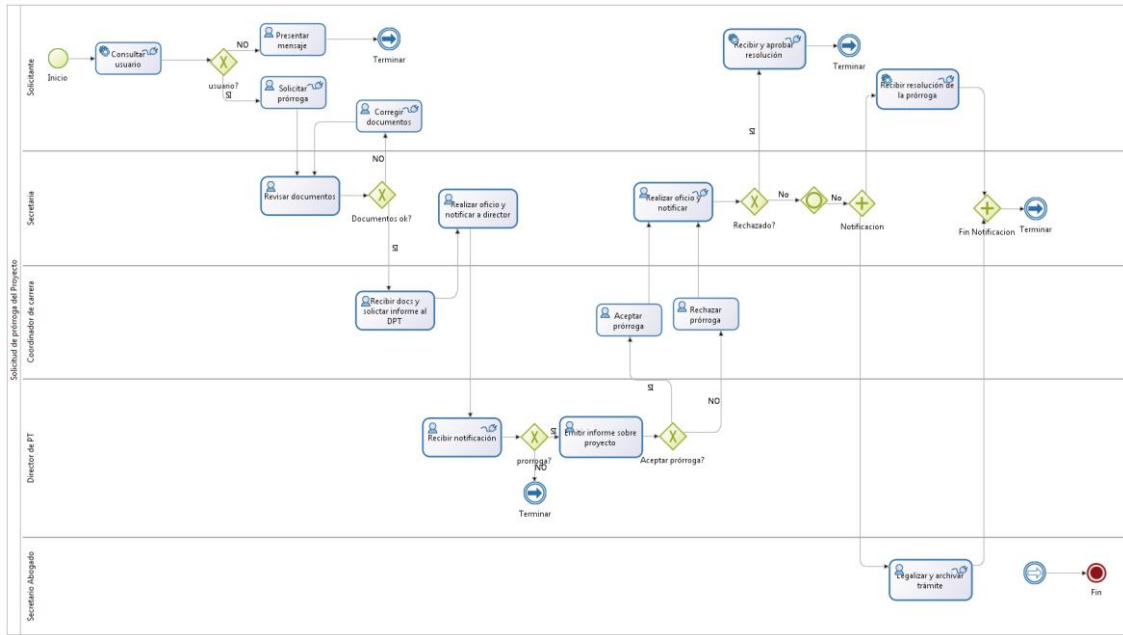 Solicitud de prórroga del Proyecto
Solicitante
Inicio
Consultar
usuario
usuario?
NO
Presentar
mensaje
Terminar
SI
Solicitar
prórroga
Corregir
documentos
NO
Recibir y aprobar
resolución
Terminar
SI
Recibir resolución de
la prórroga
Secretaria
Revisar documentos
Documentos ok?
SI
Realizar oficio y
notificar a director
Realizar oficio y
notificar
Rechazado?
No
No
Notificacion
Fin Notificacion
Terminar
Coordinador de carrera
Recibir docs y
solictar informe al
DPT
Aceptar
prórroga
Rechazar
prórroga
Director de PT
Recibir notificación
prorroga?
SI
NO
Terminar
Emitir informe sobre
proyecto
Aceptar prórroga?
SI
NO
Secretario Abogado
Legalizar y archivar
trámite
Fin